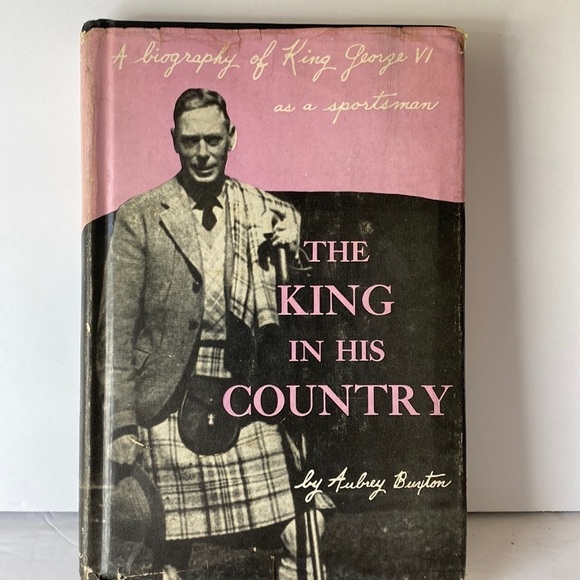 A biography of King George VI
as a sportsman
THE
KING
IN HIS
COUNTRY
by Aubrey Buxton